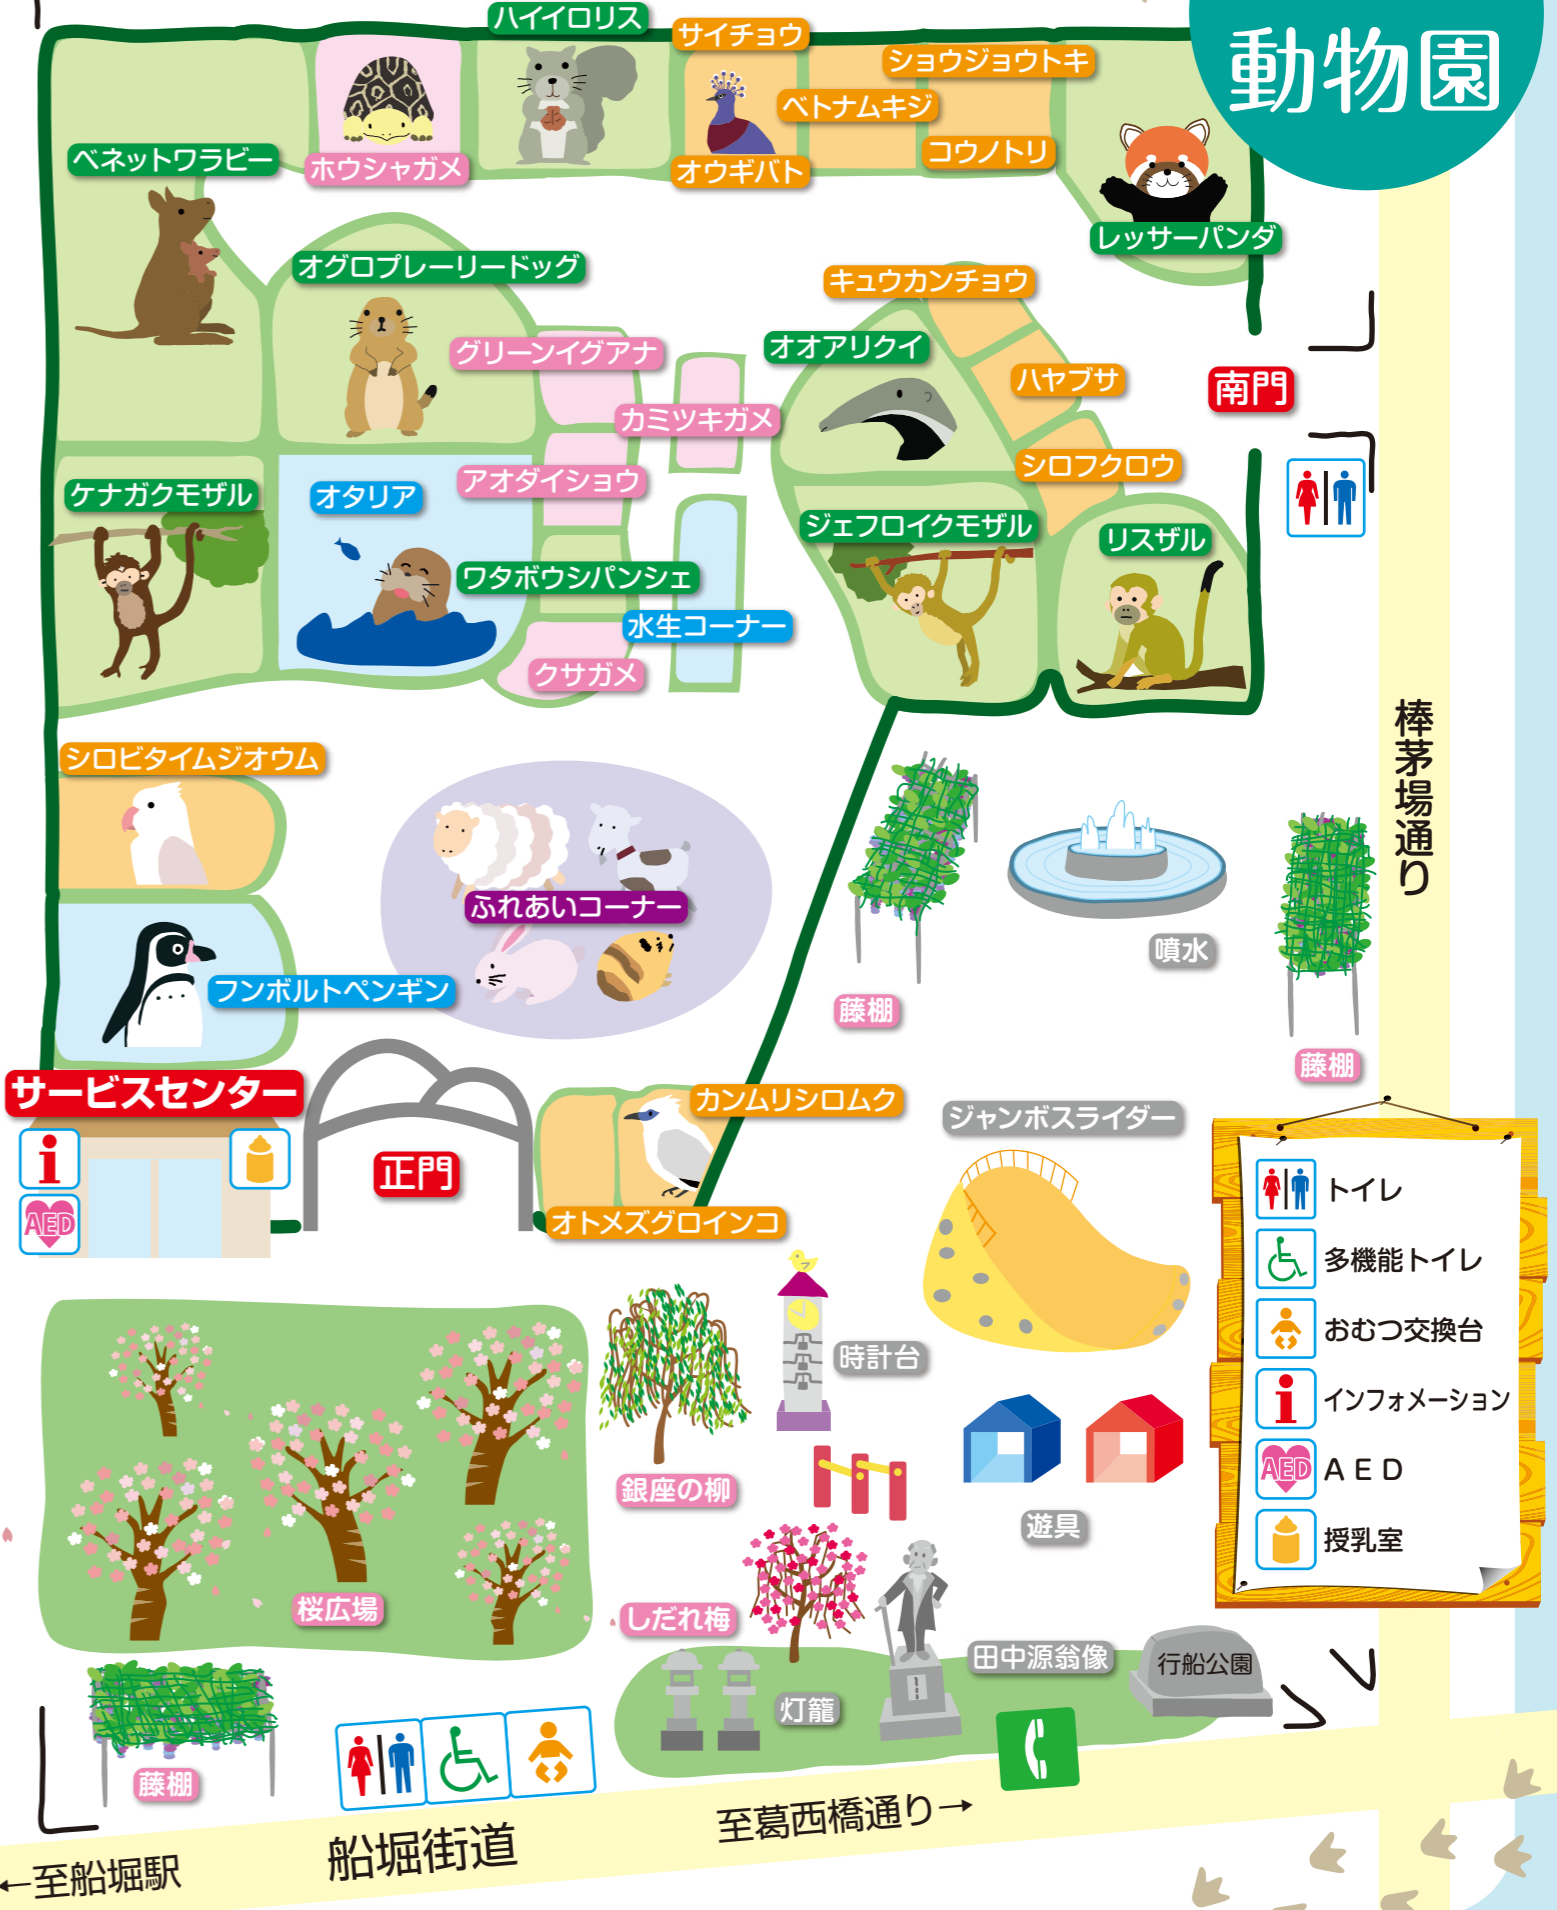 動物園
ハイイロリス
サイチョウ
ショウジョウトキ
ベトナムキジ
コウノトリ
オウギバト
ホウシャガメ
ベネットワラビー
レッサーパンダ
オグロプレーリードッグ
キュウカンチョウ
グリーンイグアナ
オオアリクイ
ハヤブサ
南門
カミツキガメ
シロフクロウ
アオダイショウ
ケナガクモザル
オタリア
ジェフロイクモザル
リスザル
ワタボウシパンシェ
水生コーナー
クサガメ
棒茅場通り
シロビタイムジオウム
ふれあいコーナー
フンボルトペンギン
噴水
藤棚
藤棚
サービスセンター
i
AED
正門
カンムリシロムク
オトメズグロインコ
ジャンボスライダー
トイレ
多機能トイレ
おむつ交換台
i
インフォメーション
AED
ＡＥＤ
授乳室
時計台
銀座の柳
遊具
桜広場
しだれ梅
田中源翁像
行船公園
灯籠
藤棚
至葛西橋通り→
船堀街道
←至船堀駅